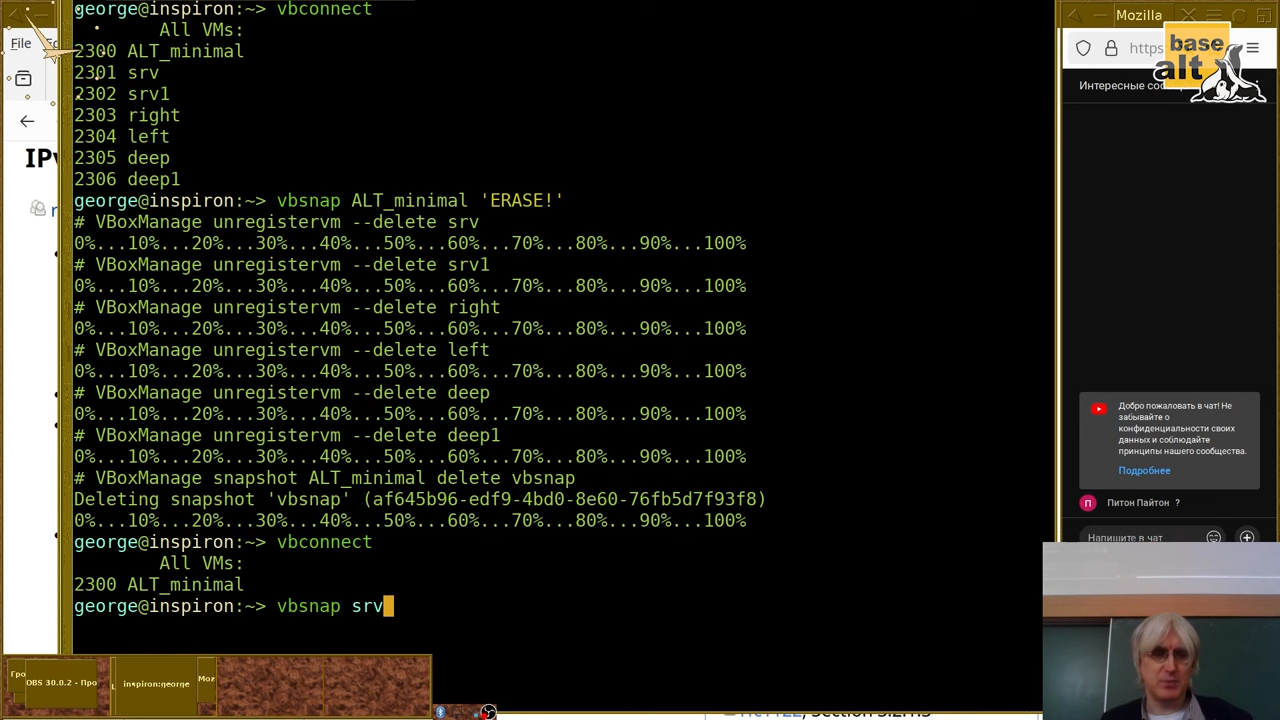 george@inspiron:~> vbconnect
All VMs:
2300 ALT_minimal
2301 srv
2302 srv1
2303 right
2304 left
2305 deep
2306 deep1
george@inspiron:~> vbsnap ALT_minimal 'ERASE!'
# VBoxManage unregistervm --delete srv
0%...10%...20%...30%...40%...50%...60%...70%...80%...90%...100%
# VBoxManage unregistervm --delete srv1
0%...10%...20%...30%...40%...50%...60%...70%...80%...90%...100%
# VBoxManage unregistervm --delete right
0%...10%...20%...30%...40%...50%...60%...70%...80%...90%...100%
# VBoxManage unregistervm --delete left
0%...10%...20%...30%...40%...50%...60%...70%...80%...90%...100%
# VBoxManage unregistervm --delete deep
0%...10%...20%...30%...40%...50%...60%...70%...80%...90%...100%
# VBoxManage unregistervm --delete deep1
0%...10%...20%...30%...40%...50%...60%...70%...80%...90%...100%
# VBoxManage snapshot ALT_minimal delete vbsnap
Deleting snapshot 'vbsnap' (af645b96-edf9-4bd0-8e60-76fb5d7f93f8)
0%...10%...20%...30%...40%...50%...60%...70%...80%...90%...100%
george@inspiron:~> vbconnect
All VMs:
2300 ALT_minimal
george@inspiron:~> vbsnap srv
File
IPv
Гро
OBS 30.0.2 - Про
inspiron:george
Moz
Mozilla
https
base
alt
Интересные соо
Добро пожаловать в чат! Не
забывайте о
конфиденциальности своих
данных и соблюдайте
принципы нашего сообщества.
Подробнее
П
Питон Пайтон ?
Напишите в чат